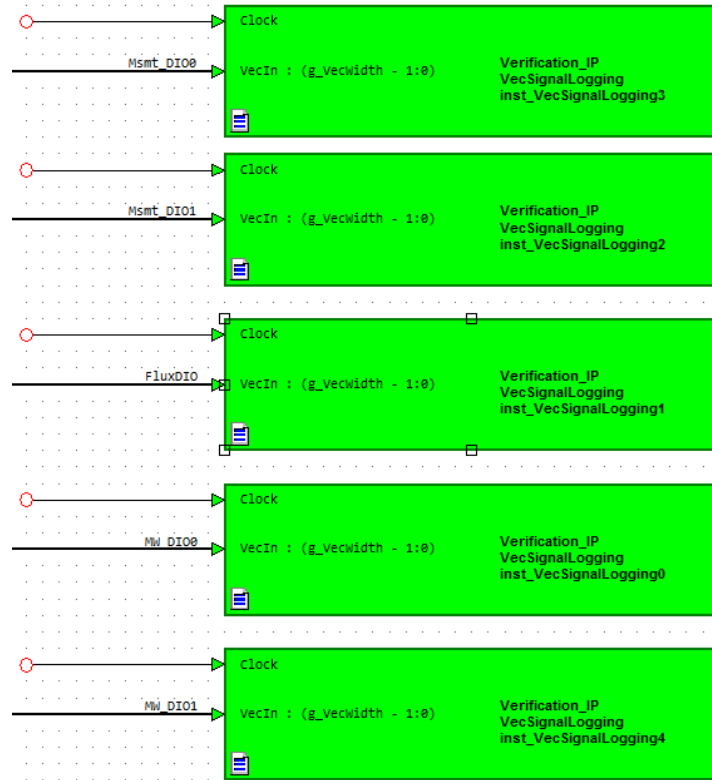 Clock
Msmt_DIO0
VecIn : (g_VecWidth - 1:0)
Verification_IP
VecSignalLogging
inst_VecSignalLogging3
Clock
Msmt_DIO1
VecIn : (g_VecWidth - 1:0)
Verification_IP
VecSignalLogging
inst_VecSignalLogging2
Clock
FluxDIO
VecIn : (g_VecWidth - 1:0)
Verification_IP
VecSignalLogging
inst_VecSignalLogging1
Clock
MW_DIO0
VecIn : (g_VecWidth - 1:0)
Verification_IP
VecSignalLogging
inst_VecSignalLogging0
Clock
MW_DIO1
VecIn : (g_VecWidth - 1:0)
Verification_IP
VecSignalLogging
inst_VecSignalLogging4